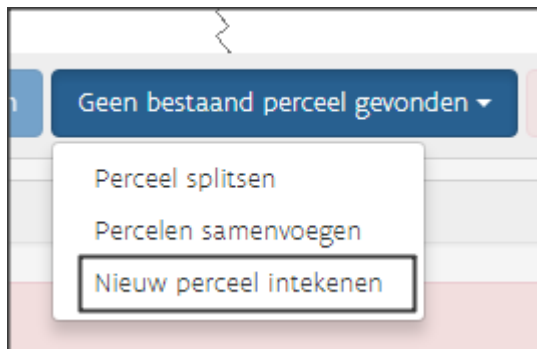 Geen bestaand perceel gevonden
Perceel splitsen
Percelen samenvoegen
Nieuw perceel intekenen